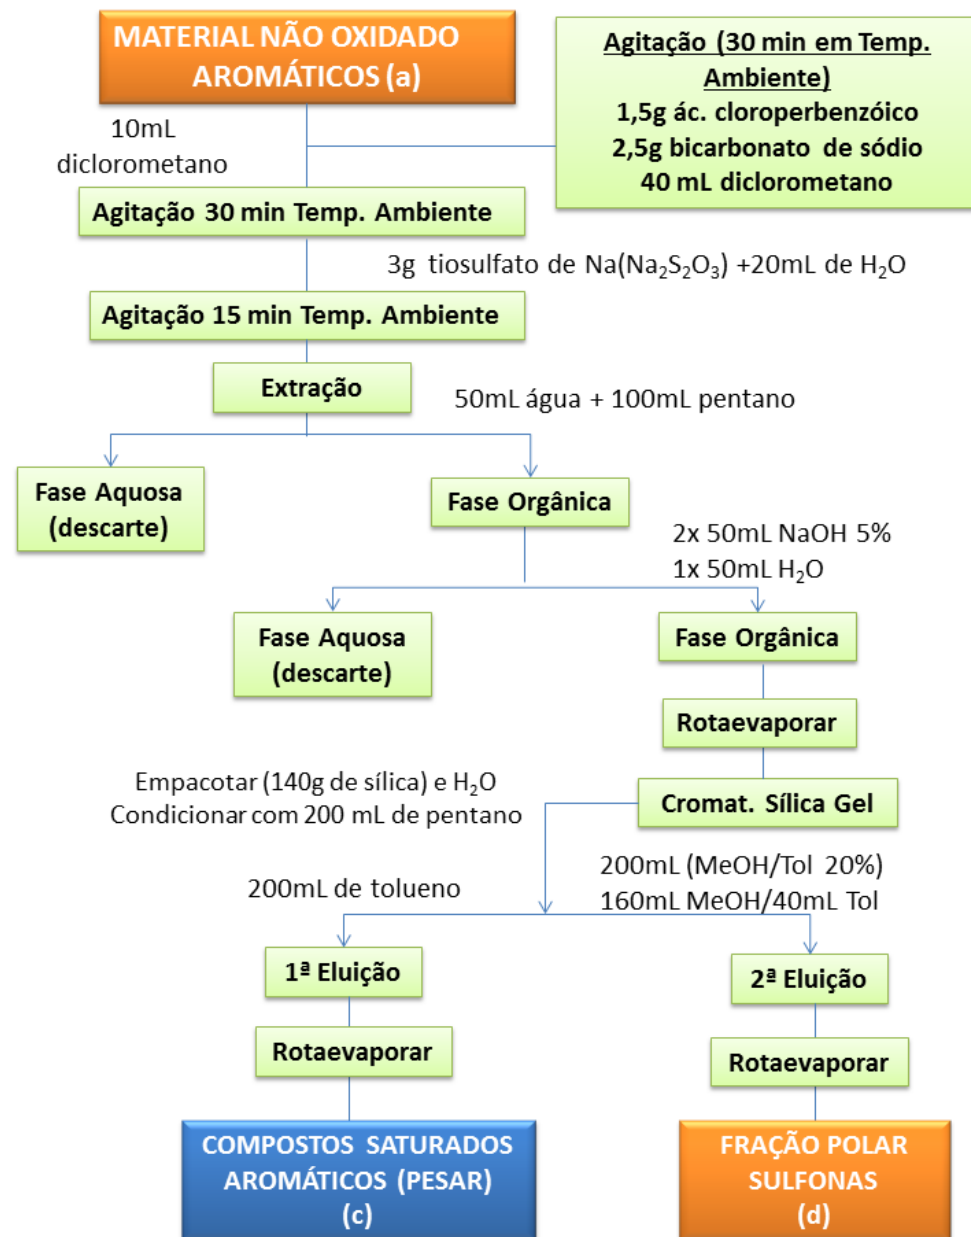 MATERIAL NÃO OXIDADO
AROMÁTICOS (a)
Agitação (30 min em Temp.
Ambiente)
1,5g ác. cloroperbenzóico
2,5g bicarbonato de sódio
40 mL diclorometano
10mL
diclorometano
Agitação 30 min Temp. Ambiente
3g tiosulfato de Na(Na₂S₂O₃) +20mL de H₂O
Agitação 15 min Temp. Ambiente
Extração
50mL água + 100mL pentano
Fase Aquosa
(descarte)
Fase Orgânica
2x 50mL NaOH 5%
1x 50mL H₂O
Fase Aquosa
(descarte)
Fase Orgânica
Rotaevaporar
Empacotar (140g de sílica) e H₂O
Condicionar com 200 mL de pentano
Cromat. Sílica Gel
200mL de tolueno
200mL (MeOH/Tol 20%)
160mL MeOH/40mL Tol
1ª Eluição
2ª Eluição
Rotaevaporar
Rotaevaporar
COMPOSTOS SATURADOS
AROMÁTICOS (PESAR)
(c)
FRAÇÃO POLAR
SULFONAS
(d)